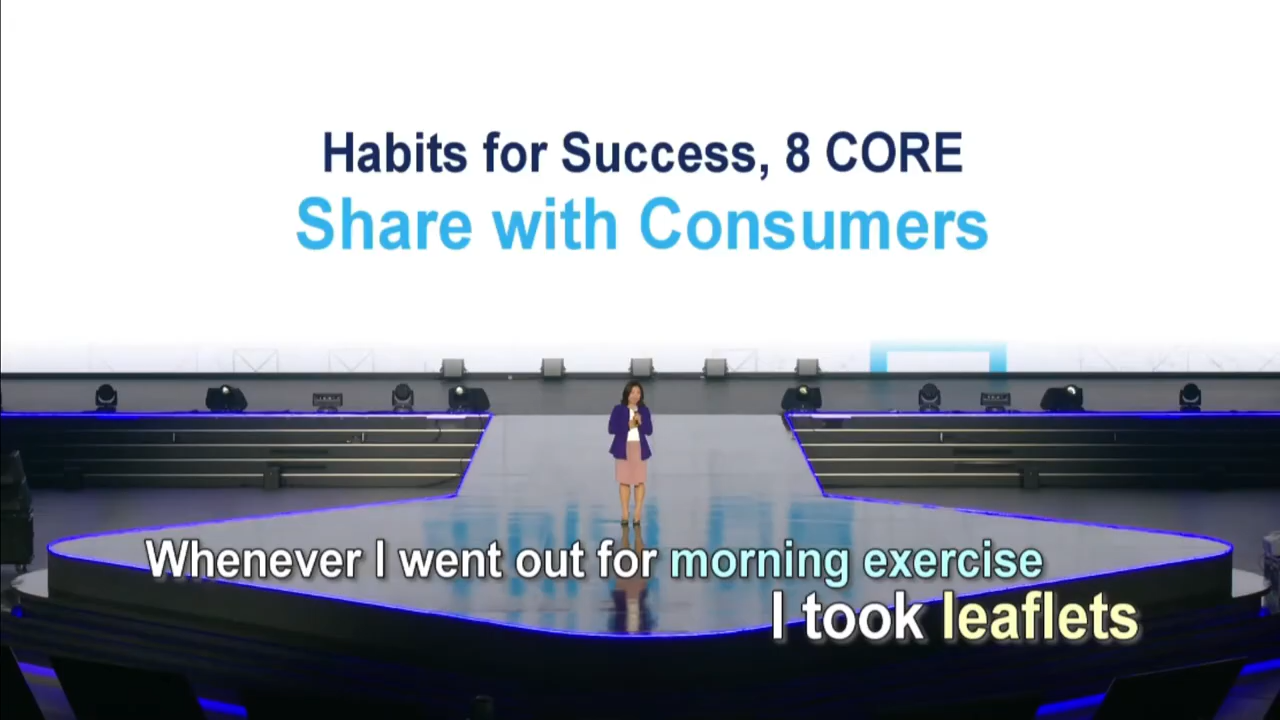 Habits for Success, 8 CORE
Share with Consumers
Whenever I went out for morning exercise
I took leaflets